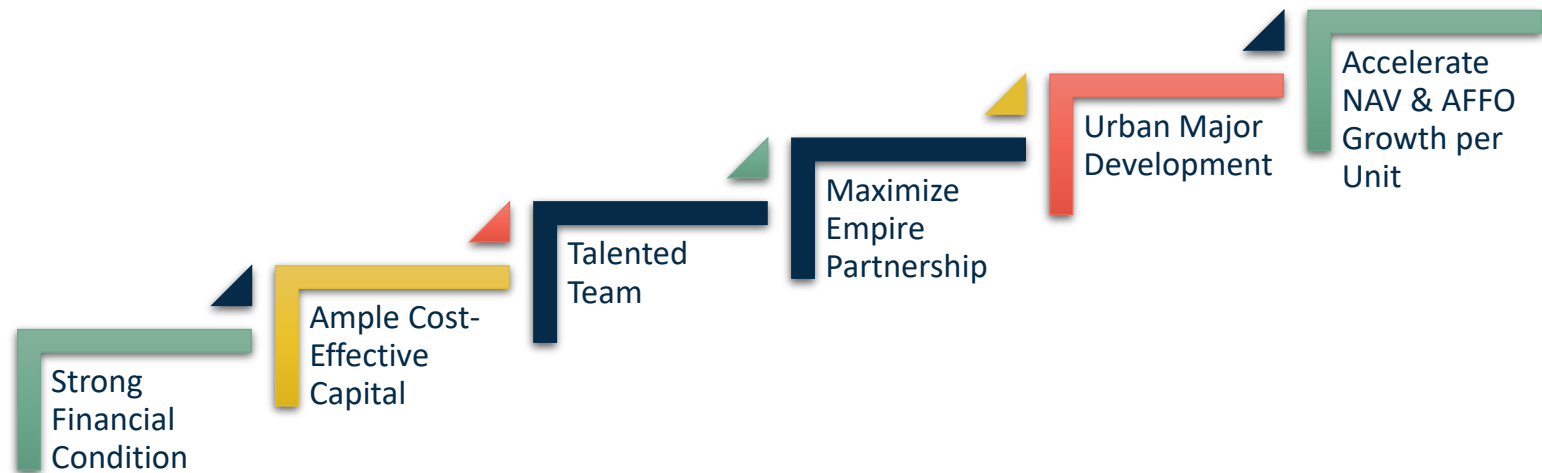 Strong
Financial
Condition
Ample Cost-
Effective
Capital
Talented
Team
Maximize
Empire
Partnership
Urban Major
Development
Accelerate
NAV & AFFO
Growth per
Unit